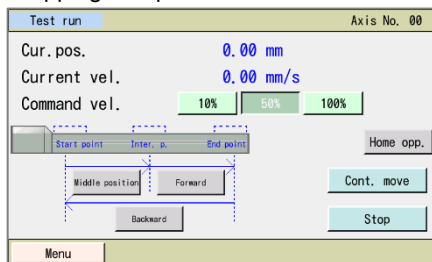 Test run Axis No. 00
Cur.pos. 0.00 mm
Current vel. 0.00 mm/s
Command vel. 10% 50% 100%
Start point Inter. p. End point
Home opp.
Middle position Forward
Cont. move
Backward
Stop
Menu